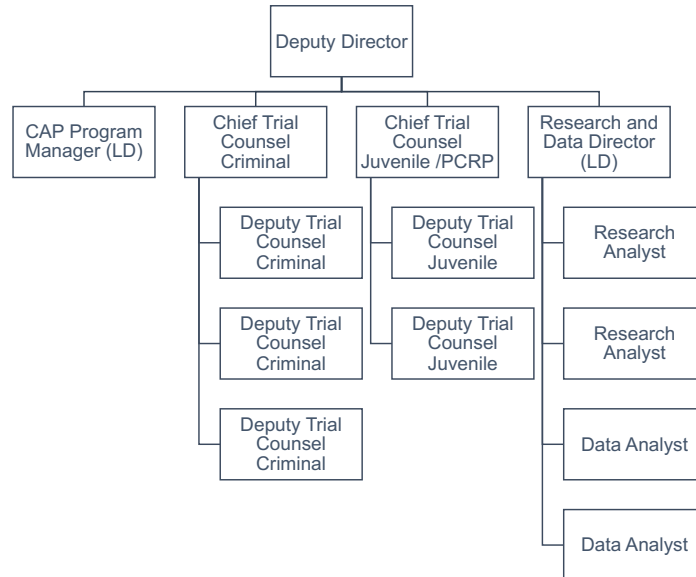 Deputy Director
CAP Program
Manager (LD)
Chief Trial
Counsel
Criminal
Chief Trial
Counsel
Juvenile /PCRP
Research and
Data Director
(LD)
Deputy Trial
Counsel
Criminal
Deputy Trial
Counsel
Juvenile
Research
Analyst
Deputy Trial
Counsel
Criminal
Deputy Trial
Counsel
Juvenile
Research
Analyst
Deputy Trial
Counsel
Criminal
Data Analyst
Data Analyst